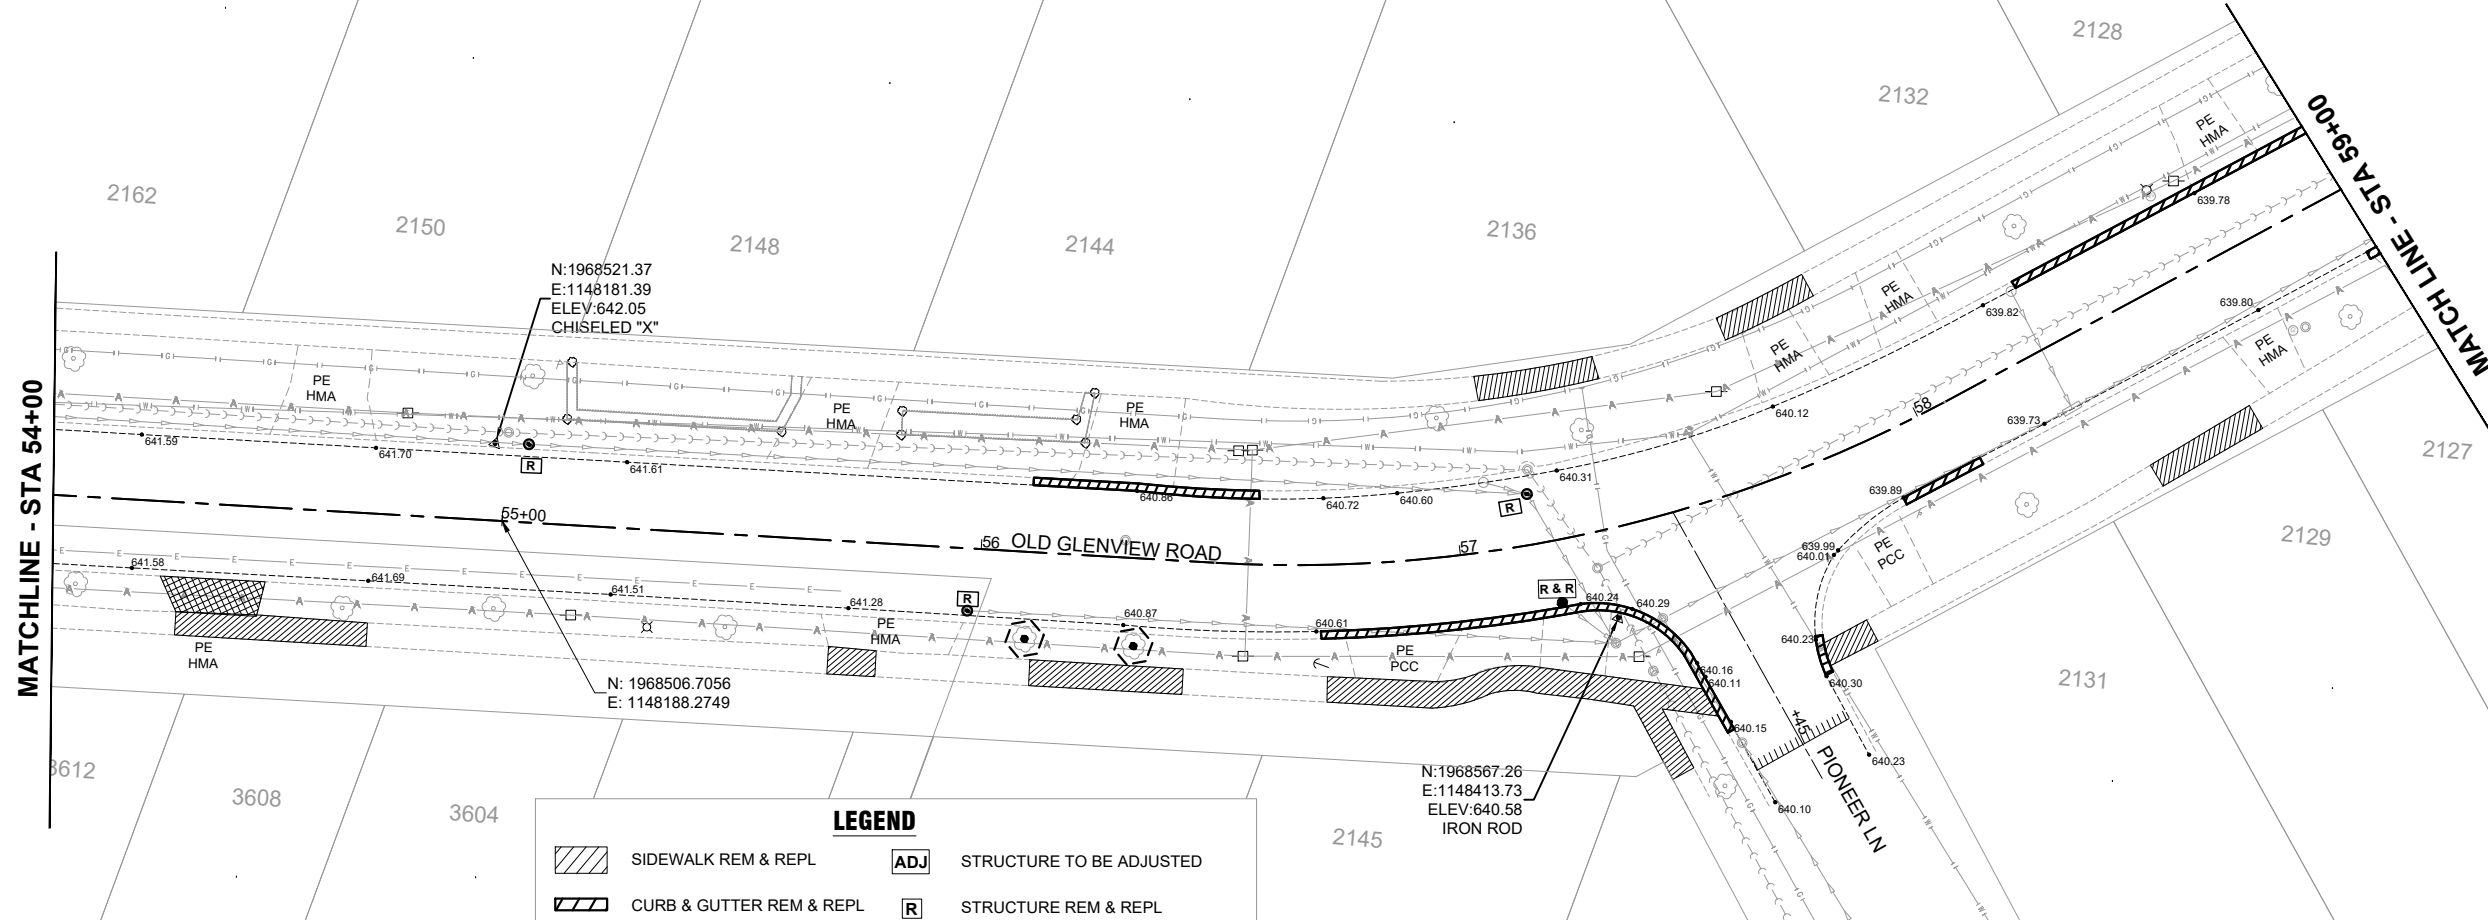 2128
2132
MATCH LINE - STA 59+00
PE
HMA
2162
2150
2148
2144
2136
639.78
N:1968521.37
E:1148181.39
ELEV:642.05
CHISELED "X"
PE
HMA
639.82
639.80
PE
HMA
PE
HMA
MATCHLINE - STA 54+00
PE
HMA
PE
HMA
PE
HMA
640.12
58
639.73
2127
641.59
641.70
R
641.61
640.86
640.72
640.60
640.31
R
639.89
2129
55+00
56
OLD GLENVIEW ROAD
57
639.99
640.01
PE
PCC
641.58
641.69
641.51
641.28
R
640.87
640.61
R & R
640.24
640.29
PE
HMA
PE
HMA
PE
PCC
640.23
640.16
640.11
640.30
2131
N: 1968506.7056
E: 1148188.2749
640.15
+45
PIONEER LN
640.23
3612
3608
3604
N:1968567.26
E:1148413.73
ELEV:640.58
IRON ROD
640.10
2145
LEGEND
SIDEWALK REM & REPL
ADJ
STRUCTURE TO BE ADJUSTED
CURB & GUTTER REM & REPL
R
STRUCTURE REM & REPL